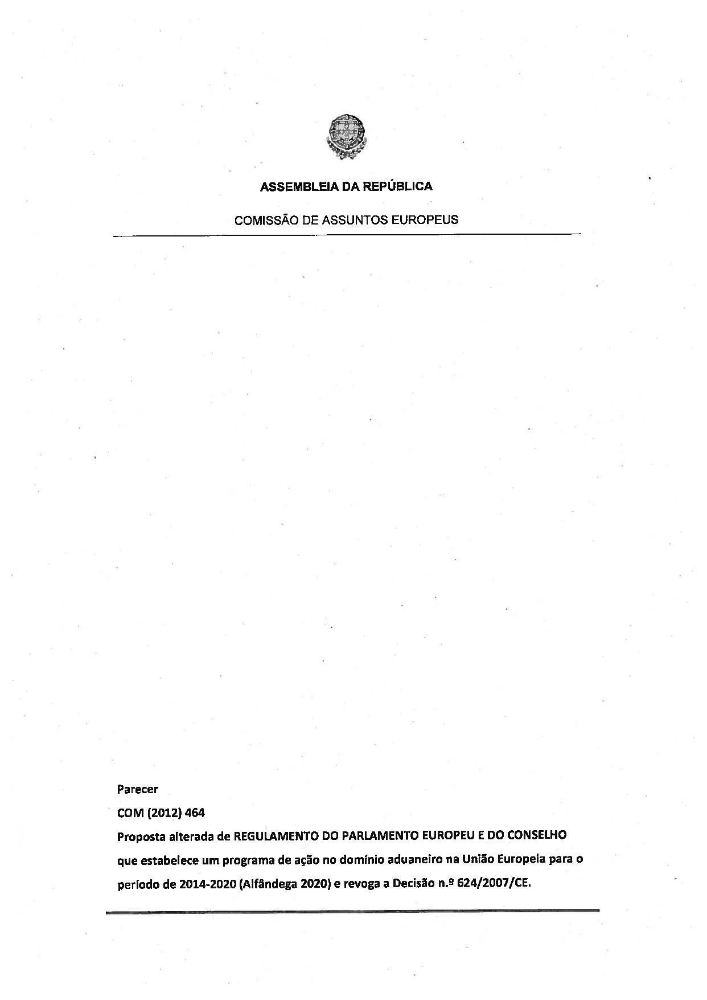 ASSEMBLEIA DA REPÚBLICA
COMISSÃO DE ASSUNTOS EUROPEUS
Parecer
COM (2012) 464
Proposta alterada de REGULAMENTO DO PARLAMENTO EUROPEU E DO CONSELHO
que estabelece um programa de ação no domínio aduaneiro na União Europeia para o
período de 2014-2020 (Alfândega 2020) e revoga a Decisão n.º 624/2007/CE.